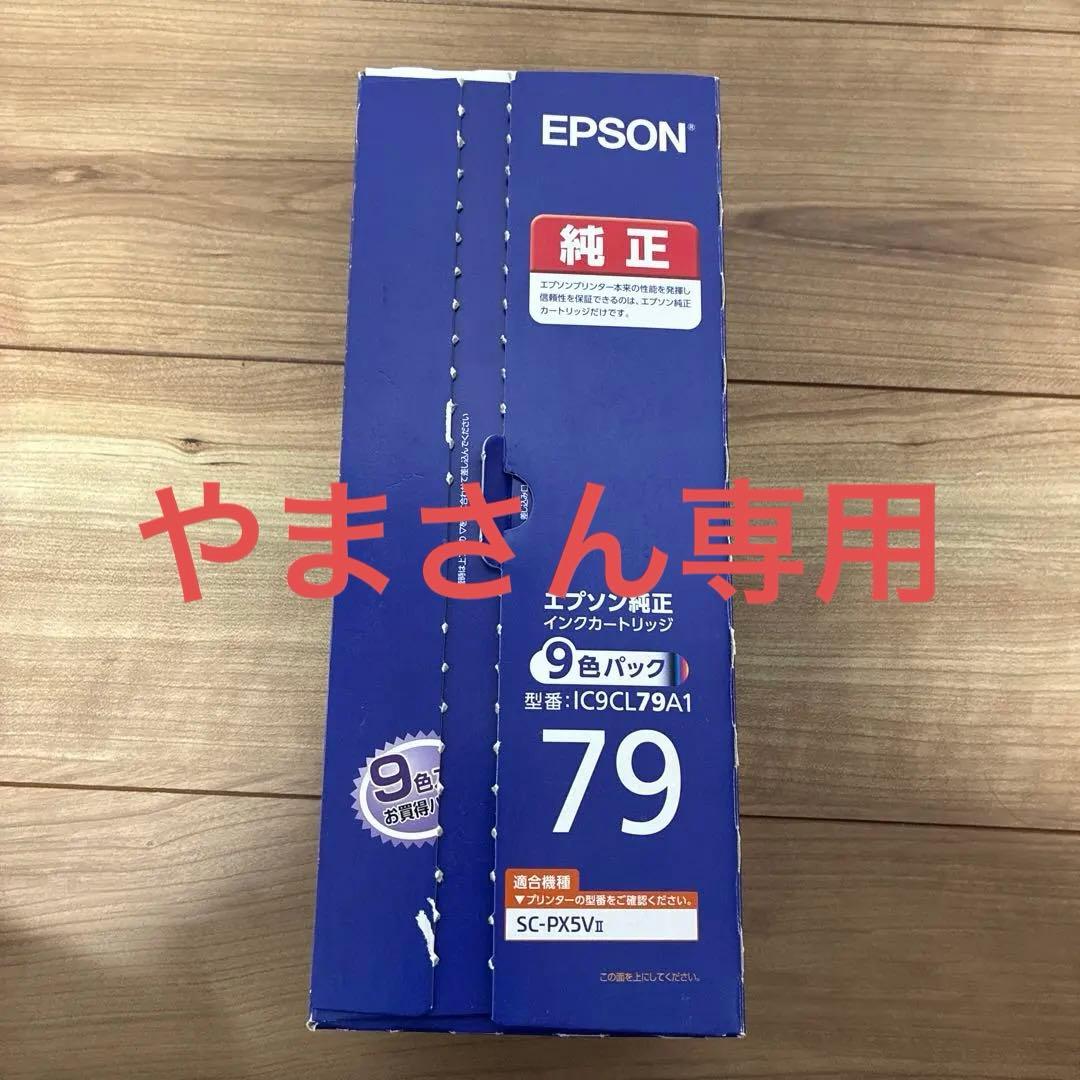 EPSON®
純正
エプソンプリンター本来の性能を発揮し
信頼性を保証できるのは、エプソン純正
カートリッジだけです。
差し込み口
やまさん専用
エプソン純正
インクカートリッジ
9色パック
型番:IC9CL79A1
79
9色
お買得
適合機種
▼プリンターの型番をご確認ください。
SC-PX5VⅡ
この面を上にしてください。